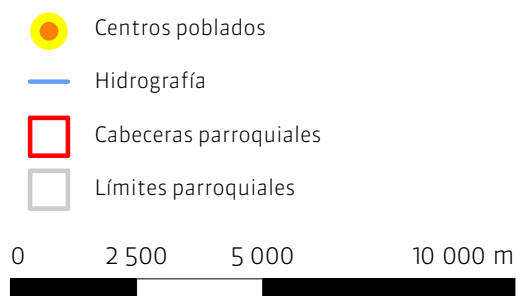 Centros poblados
Hidrografía
Cabeceras parroquiales
Límites parroquiales
0 2 500 5 000 10 000 m